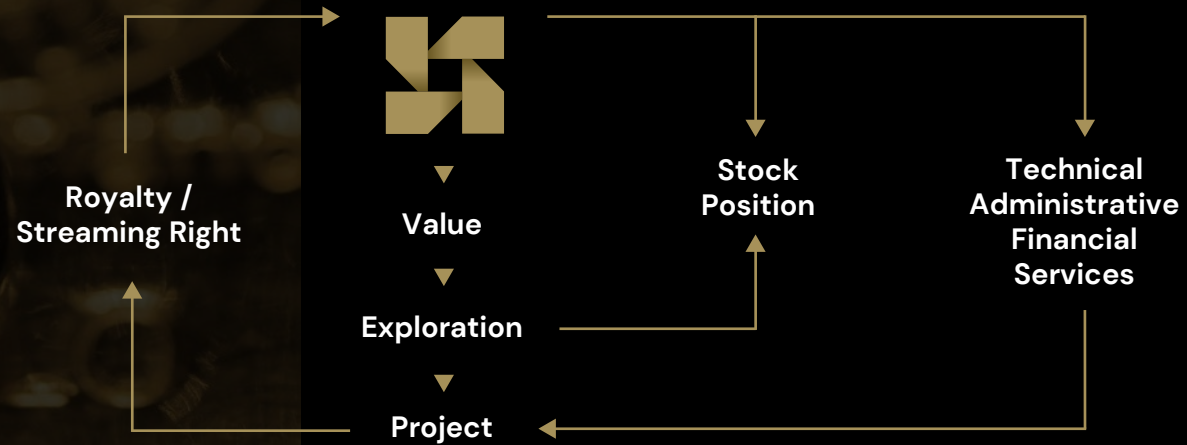 Royalty /
Streaming Right
Value
Exploration
Project
Stock
Position
Technical
Administrative
Financial
Services